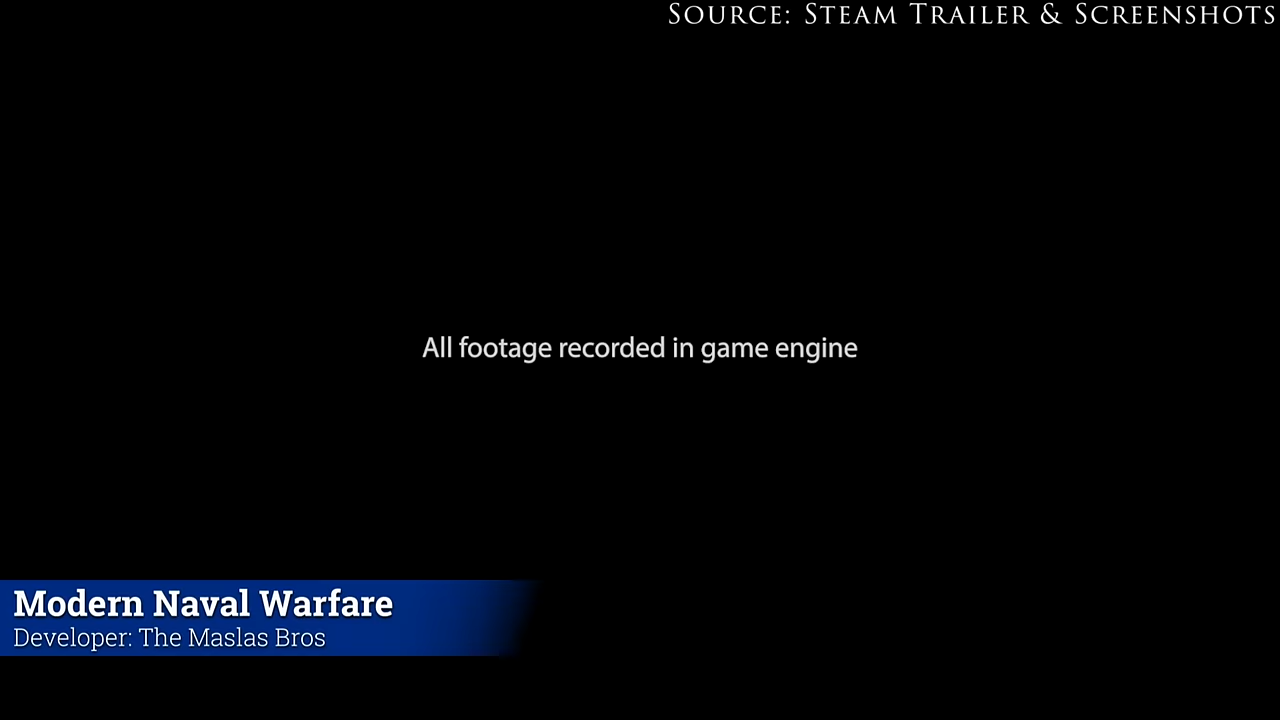 Source: Steam Trailer & Screenshots
All footage recorded in game engine
Modern Naval Warfare
Developer: The Maslas Bros